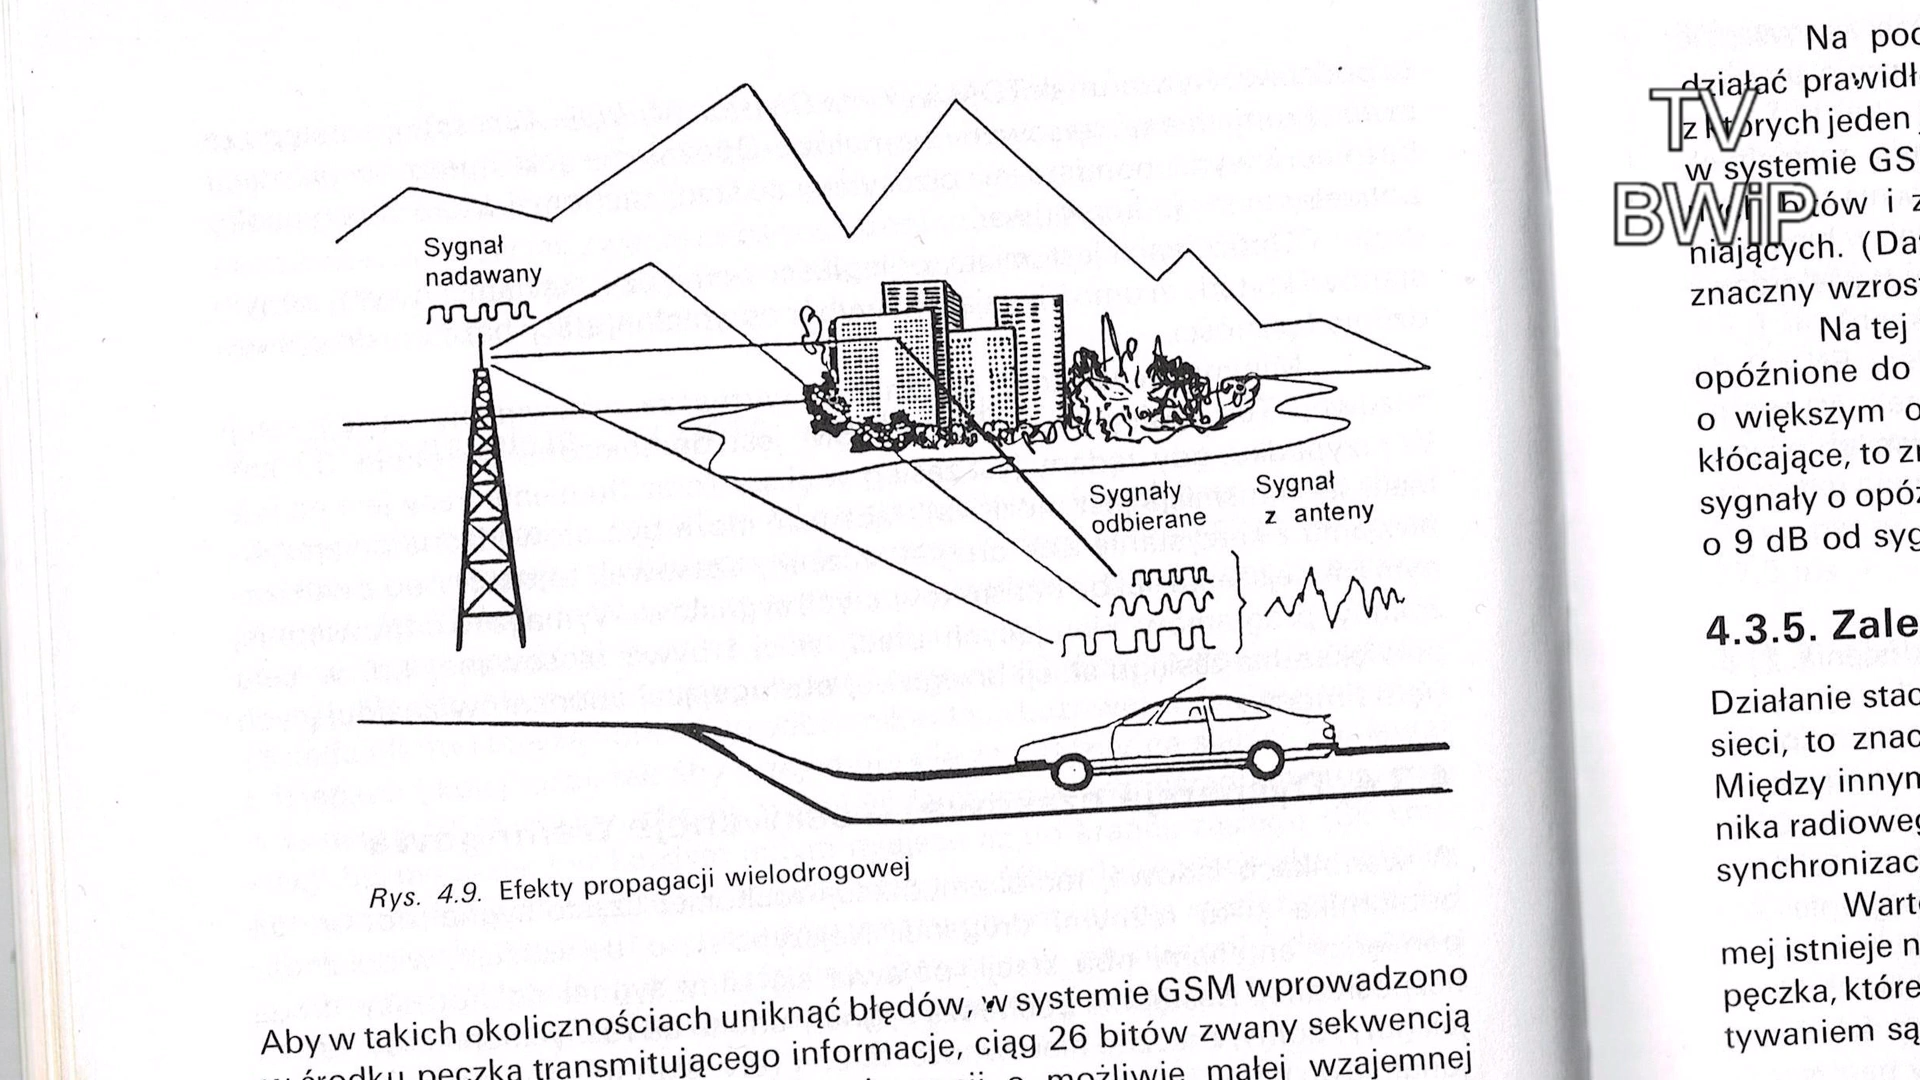 Sygnał
nadawany
Sygnały
odbierane
Sygnał
z anteny
Rys. 4.9. Efekty propagacji wielodrogowej
Aby w takich okolicznościach uniknąć błędów, w systemie GSM wprowadzono
w środku pęczka transmitującego informacje, ciąg 26 bitów zwany sekwencją
możliwie małej wzajemnej
Na
działać prawidł
z których jeden
w systemie GS
bitów i z
niających. (Da
znaczny wzros
Na tej
opóźnione do
o większym o
kłócające, to z
sygnały o opóź
o 9 dB od syg
4.3.5. Zale
Działanie stac
sieci, to znac
Między innym
nika radioweg
synchronizac
Wart
mej istnieje n
pęczka, które
tywaniem są
TV
BWiP